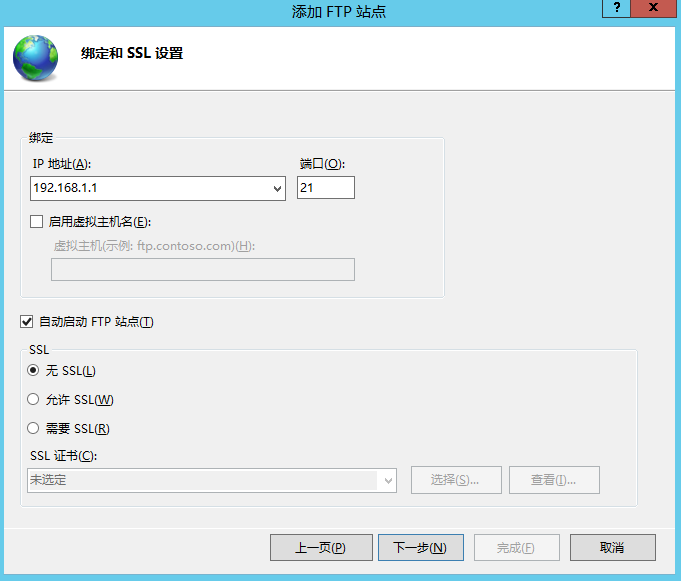 添加 FTP 站点
? X
绑定和 SSL 设置
绑定
IP 地址(A): 端口(O):
192.168.1.1 21
启用虚拟主机名(E):
虚拟主机(示例: ftp.contoso.com)(H):
自动启动 FTP 站点(T)
SSL
无 SSL(L)
允许 SSL(W)
需要 SSL(R)
SSL 证书(C):
未选定 选择(S)... 查看(I)...
上一页(P) 下一步(N) 完成(F) 取消